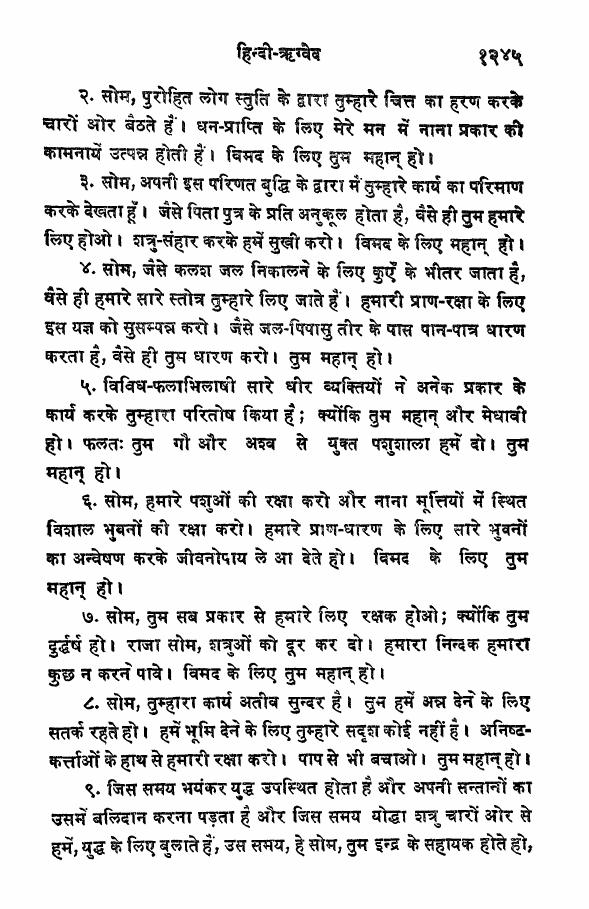 हिन्दी-ऋग्वेद १२४५
२. सोम, पुरोहित लोग स्तुति के द्वारा तुम्हारे चित्त का हरण करके
चारों ओर बैठते हैं। धन-प्राप्ति के लिए मेरे मन में नाना प्रकार की
कामनायें उत्पन्न होती हैं। विमद के लिए तुम महान् हो।
३. सोम, अपनी इस परिणत बुद्धि के द्वारा मैं तुम्हारे कार्य का परिमाण
करके देखता हूँ। जैसे पिता पुत्र के प्रति अनुकूल होता है, वैसे ही तुम हमारे
लिए होओ। शत्रु-संहार करके हमें सुखी करो। विमद के लिए महान् हो।
४. सोम, जैसे कलश जल निकालने के लिए कुएँ के भीतर जाता है,
वैसे ही हमारे सारे स्तोत्र तुम्हारे लिए जाते हैं। हमारी प्राण-रक्षा के लिए
इस यज्ञ को सुसम्पन्न करो। जैसे जल-पिपासु तीर के पास पान-पात्र धारण
करता है, वैसे ही तुम धारण करो। तुम महान् हो।
५. विविध-फलाभिलाषी सारे धीर व्यक्तियों ने अनेक प्रकार के
कार्य करके तुम्हारा परितोष किया है; क्योंकि तुम महान् और मेधावी
हो। फलतः तुम गौ और अश्व से युक्त पशुशाला हमें दो। तुम
महान् हो।
६. सोम, हमारे पशुओं की रक्षा करो और नाना मूर्त्तियों में स्थित
विशाल भुवनों की रक्षा करो। हमारे प्राण-धारण के लिए सारे भुवनों
का अन्वेषण करके जीवनोपाय ले आ देते हो। विमद के लिए तुम
महान् हो।
७. सोम, तुम सब प्रकार से हमारे लिए रक्षक होओ; क्योंकि तुम
दुर्द्धर्ष हो। राजा सोम, शत्रुओं को दूर कर दो। हमारा निन्दक हमारा
कुछ न करने पावे। विमद के लिए तुम महान् हो।
८. सोम, तुम्हारा कार्य अतीव सुन्दर है। तुम हमें अन्न देने के लिए
सतर्क रहते हो। हमें भूमि देने के लिए तुम्हारे सदृश कोई नहीं है। अनिष्ट-
कर्त्ताओं के हाथ से हमारी रक्षा करो। पाप से भी बचाओ। तुम महान् हो।
९. जिस समय भयंकर युद्ध उपस्थित होता है और अपनी सन्तानों का
उसमें बलिदान करना पड़ता है और जिस समय योद्धा शत्रु चारों ओर से
हमें, युद्ध के लिए बुलाते हैं, उस समय, हे सोम, तुम इन्द्र के सहायक होते हो,